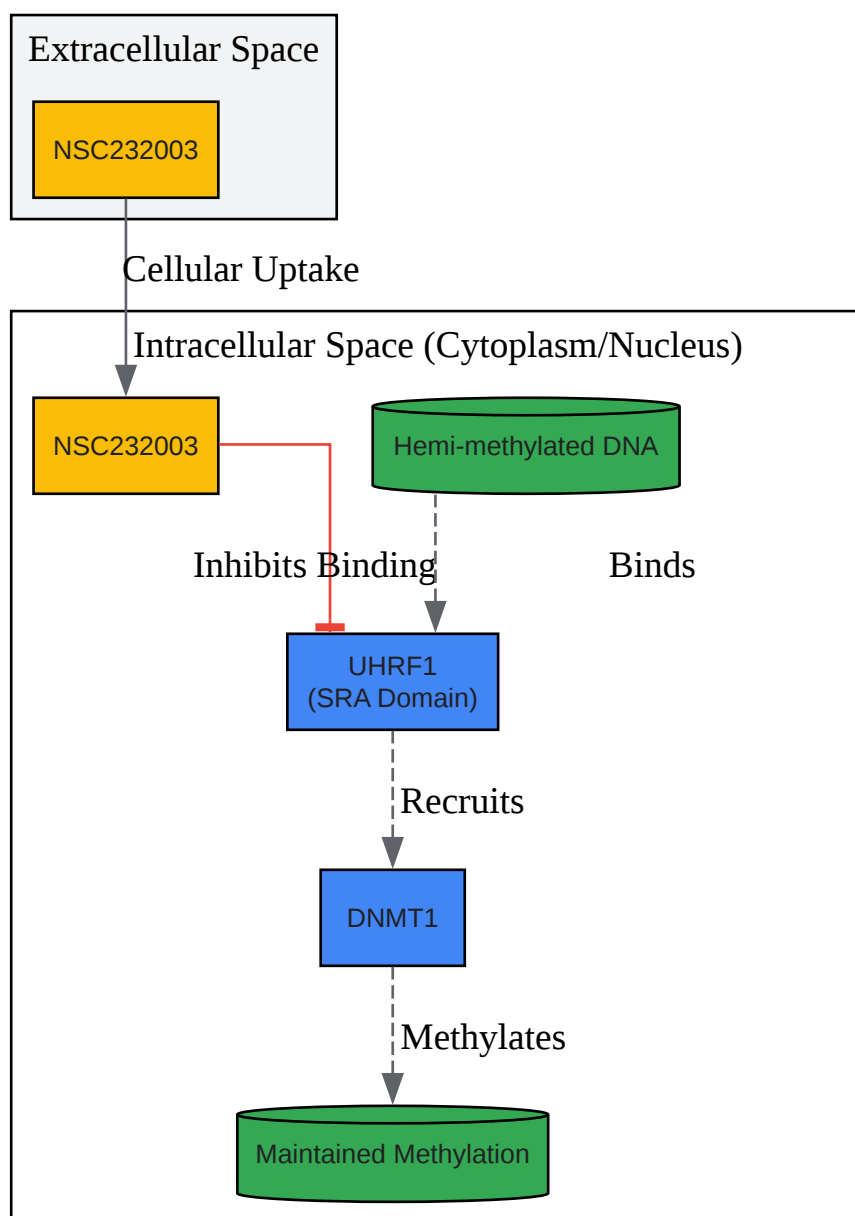 Extracellular Space
NSC232003
Cellular Uptake
Intracellular Space (Cytoplasm/Nucleus)
NSC232003
Hemi-methylated DNA
Inhibits Binding
Binds
UHRF1
(SRA Domain)
Recruits
DNMT1
Methylates
Maintained Methylation